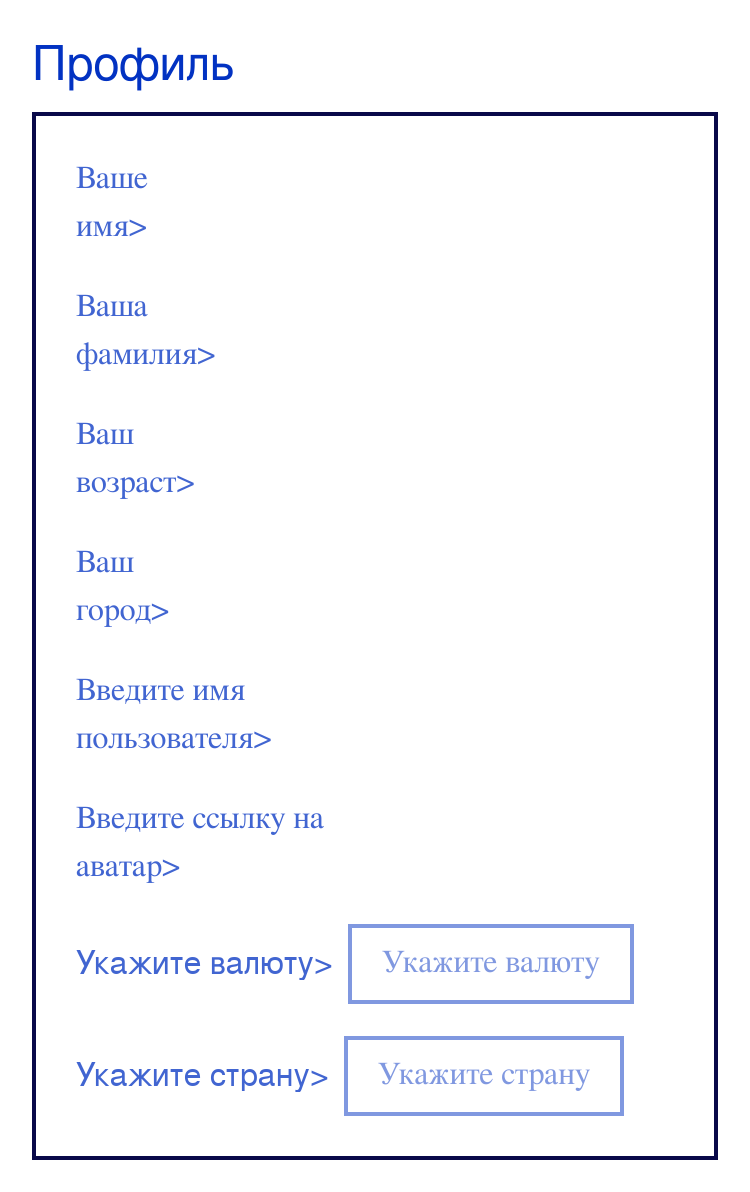 Профиль
Ваше
имя>
Ваша
фамилия>
Ваш
возраст>
Ваш
город>
Введите имя
пользователя>
Введите ссылку на
аватар>
Укажите валюту> Укажите валюту
Укажите страну> Укажите страну